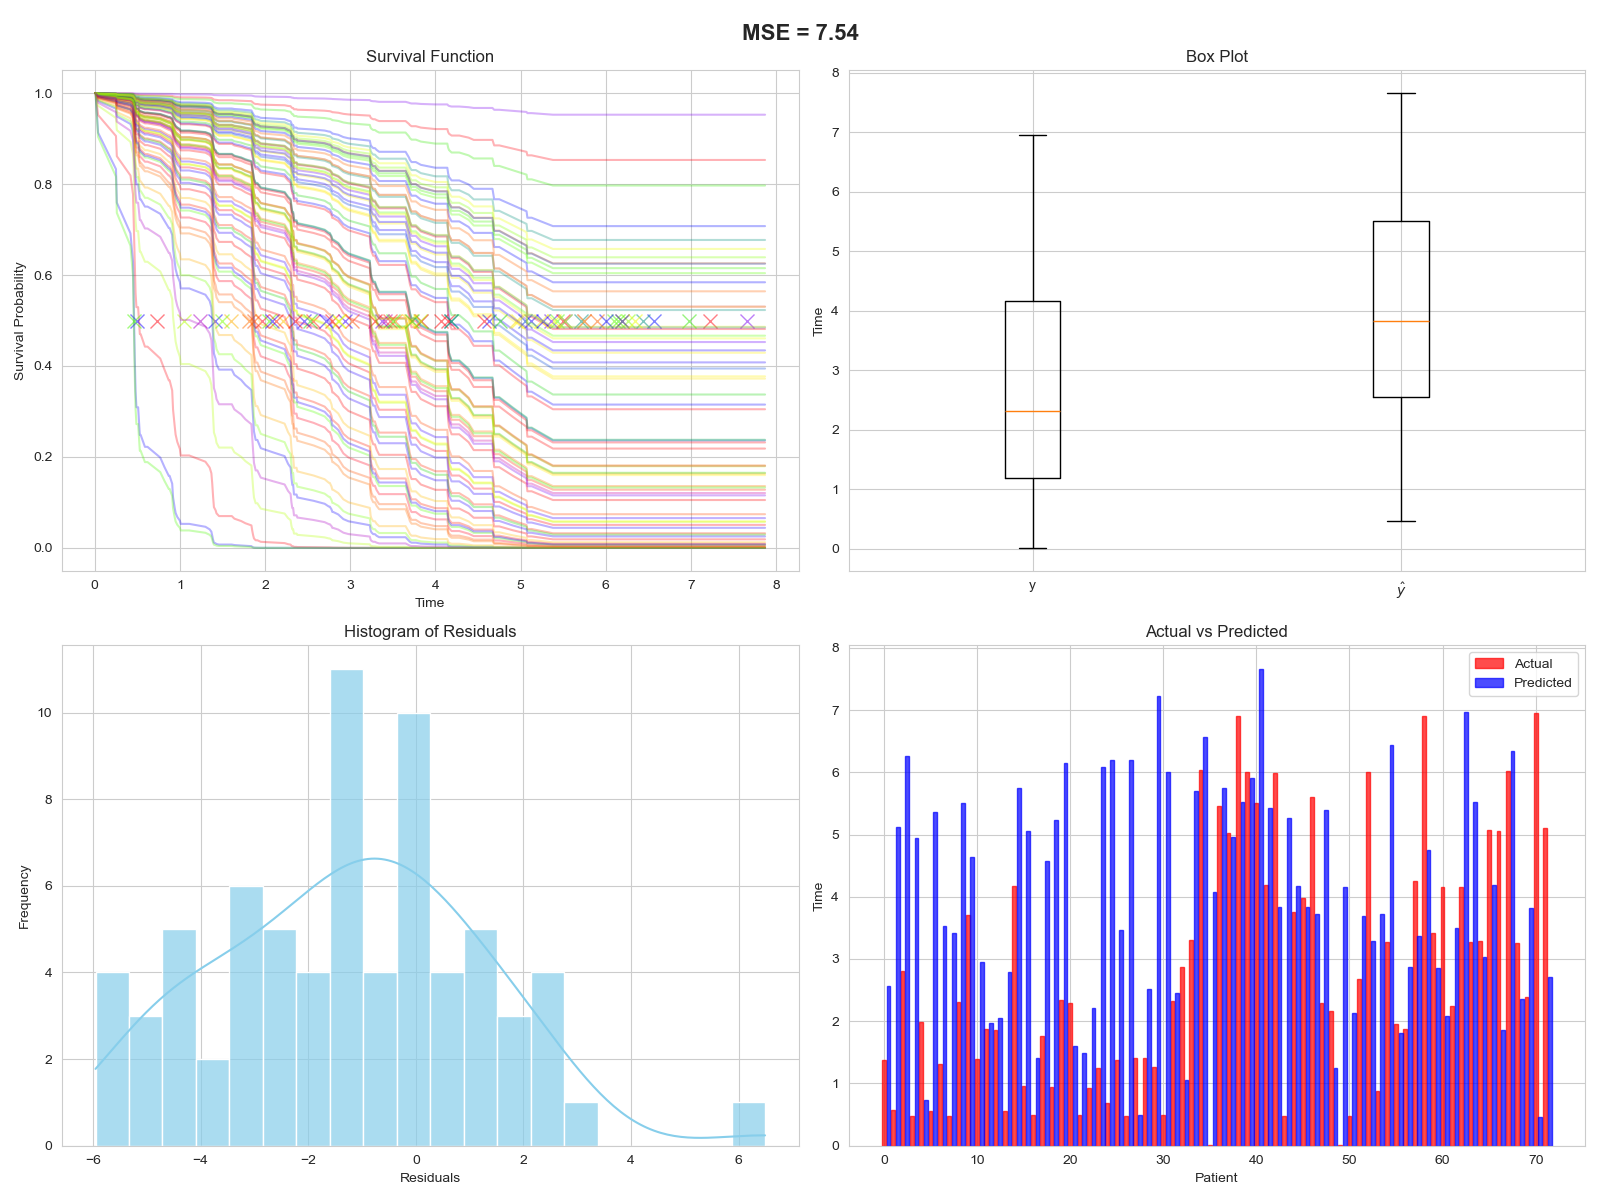 MSE = 7.54
Survival Function
1.0
0.8
0.6
0.4
0.2
0.0
Survival Probability
0 1 2 3 4 5 6 7 8
Time
Box Plot
8
7
6
5
4
3
2
1
0
Time
y ŷ
Histogram of Residuals
10
8
6
4
2
0
Frequency
−6 −4 −2 0 2 4 6
Residuals
Actual vs Predicted
Actual
Predicted
8
7
6
5
4
3
2
1
0
Time
0 10 20 30 40 50 60 70
Patient